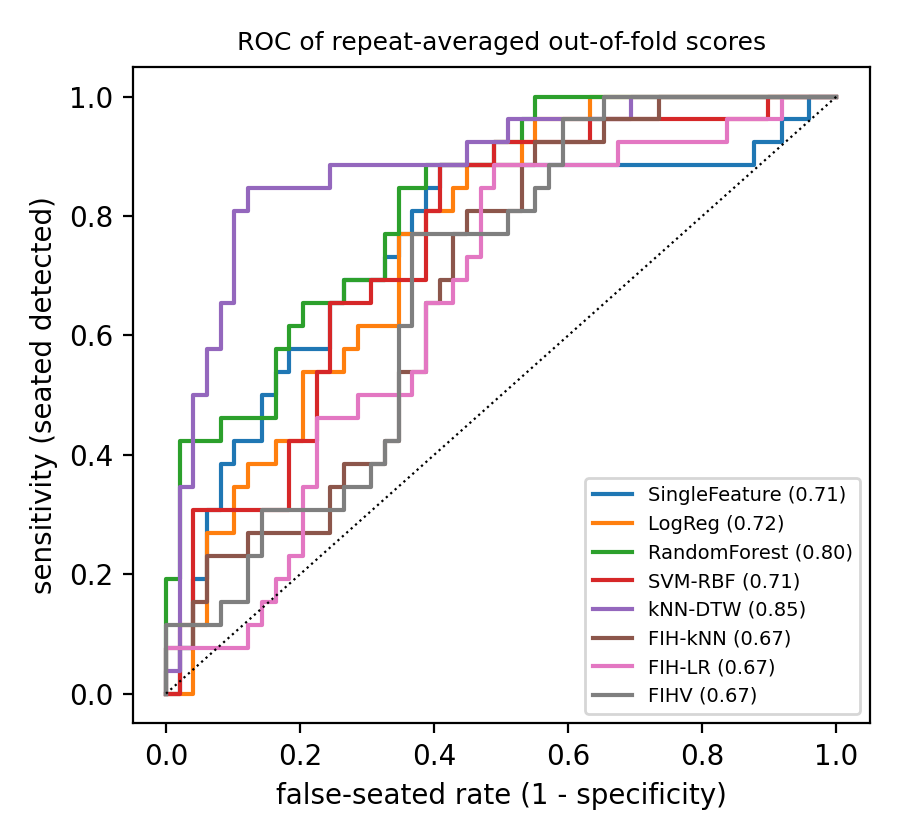 ROC of repeat-averaged out-of-fold scores
sensitivity (seated detected)
1.0
0.8
0.6
0.4
0.2
0.0
SingleFeature (0.71)
LogReg (0.72)
RandomForest (0.80)
SVM-RBF (0.71)
kNN-DTW (0.85)
FIH-kNN (0.67)
FIH-LR (0.67)
FIHV (0.67)
0.0 0.2 0.4 0.6 0.8 1.0
false-seated rate (1 - specificity)